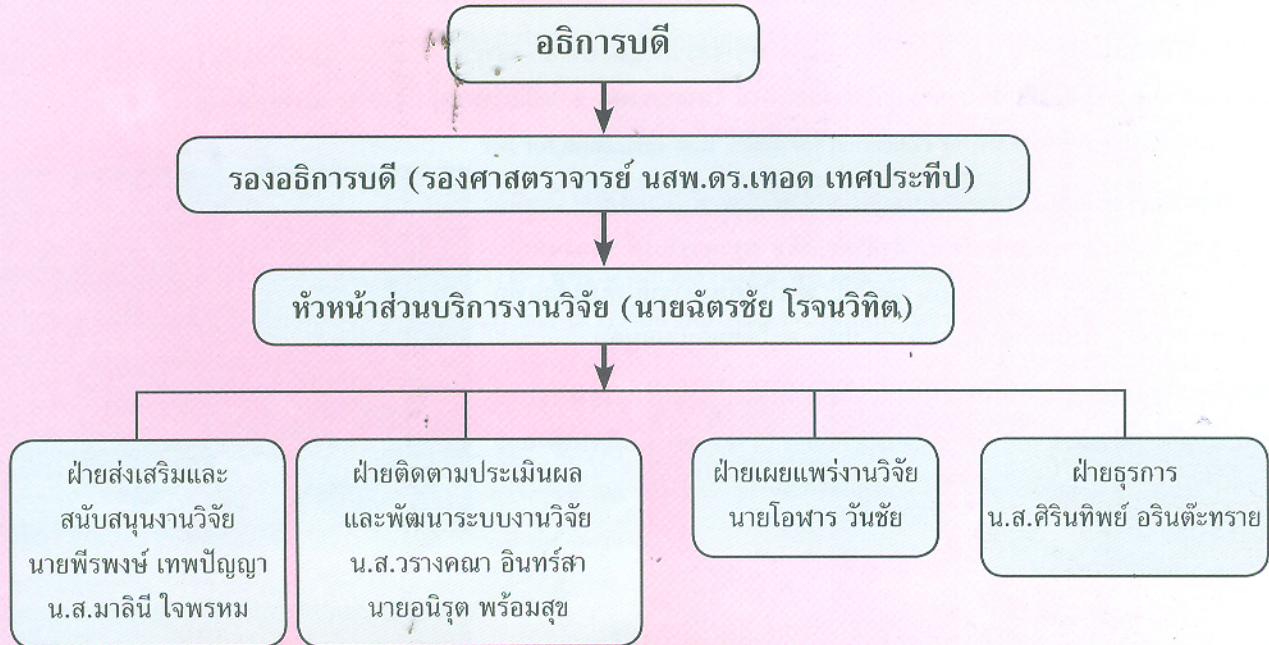 อธิการบดี
รองอธิการบดี (รองศาสตราจารย์ นสพ.ดร.เทอด เทศประทีป)
หัวหน้าส่วนบริการงานวิจัย (นายฉัตรชัย โรจนวิทิต)
ฝ่ายส่งเสริมและ
สนับสนุนงานวิจัย
นายพีรพงษ์ เทพปัญญา
น.ส.มาลินี ใจพรหม
ฝ่ายติดตามประเมินผล
และพัฒนาระบบงานวิจัย
น.ส.วรางคณา อินทร์สา
นายอนิรุต พร้อมสุข
ฝ่ายเผยแพร่งานวิจัย
นายโอฬาร วันชัย
ฝ่ายธุรการ
น.ส.ศิรินทิพย์ อรินต๊ะทราย